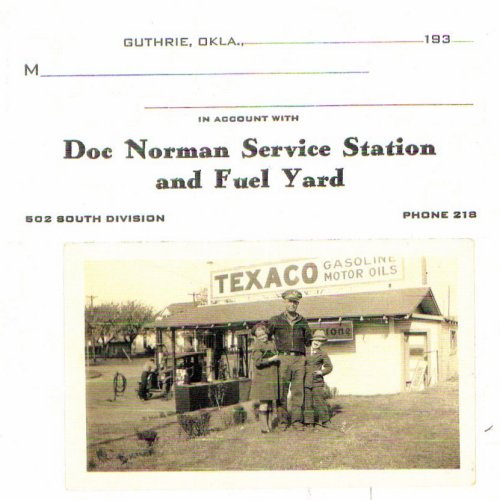 GUTHRIE, OKLA., 193
M
IN ACCOUNT WITH
Doc Norman Service Station
and Fuel Yard
502 SOUTH DIVISION
PHONE 218
TEXACO GASOLINE
MOTOR OILS